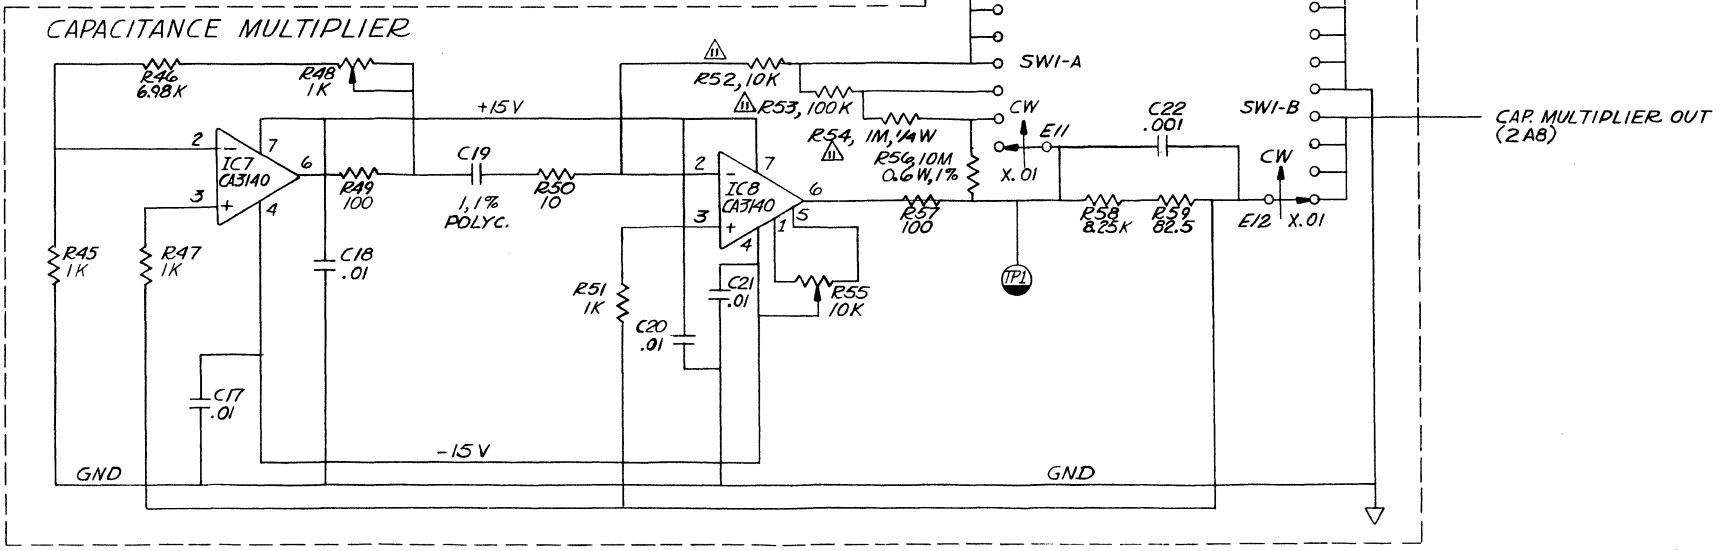 CAPACITANCE MULTIPLIER
R46
6.98K
R48
1K
11
R52, 10K
SW1-A
11
R53, 100K
+15V
CW
R54, 1M, 1/4W
11
E11
C22
.001
SW1-B
CAP. MULTIPLIER OUT
(2A8)
2
7
IC7
CA3140
6
3
4
R49
100
C19
1,1%
POLYC.
R50
10
2
7
IC8
CA3140
6
3
5
4
1
R56, 10M
0.6W, 1%
X.01
CW
R57
100
R58
8.25K
R59
82.5
E12
X.01
R45
1K
R47
1K
C18
.01
R51
1K
C20
.01
C21
.01
R55
10K
TP1
C17
.01
-15V
GND
GND